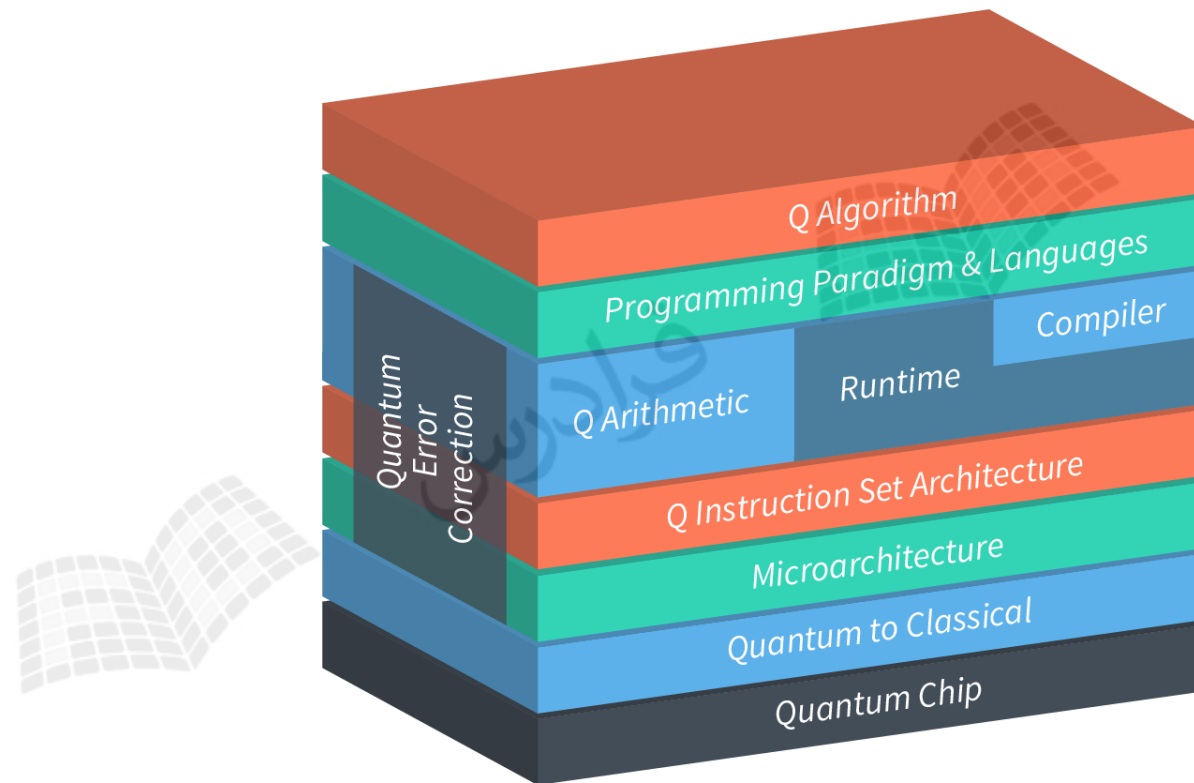 Q Algorithm
Programming Paradigm & Languages
Q Arithmetic
Runtime
Compiler
Quantum
Error
Correction
Q Instruction Set Architecture
Microarchitecture
Quantum to Classical
Quantum Chip
فرادرس